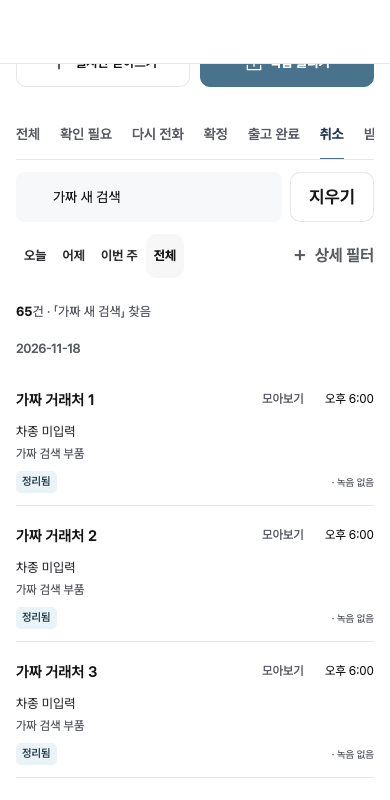 전체 확인 필요 다시 전화 확정 출고 완료 취소
가짜 새 검색 지우기
오늘 어제 이번 주 전체 + 상세 필터
65건 · 「가짜 새 검색」 찾음
2026-11-18
가짜 거래처 1 모아보기 오후 6:00
차종 미입력
가짜 검색 부품
정리됨 · 녹음 없음
가짜 거래처 2 모아보기 오후 6:00
차종 미입력
가짜 검색 부품
정리됨 · 녹음 없음
가짜 거래처 3 모아보기 오후 6:00
차종 미입력
가짜 검색 부품
정리됨 · 녹음 없음